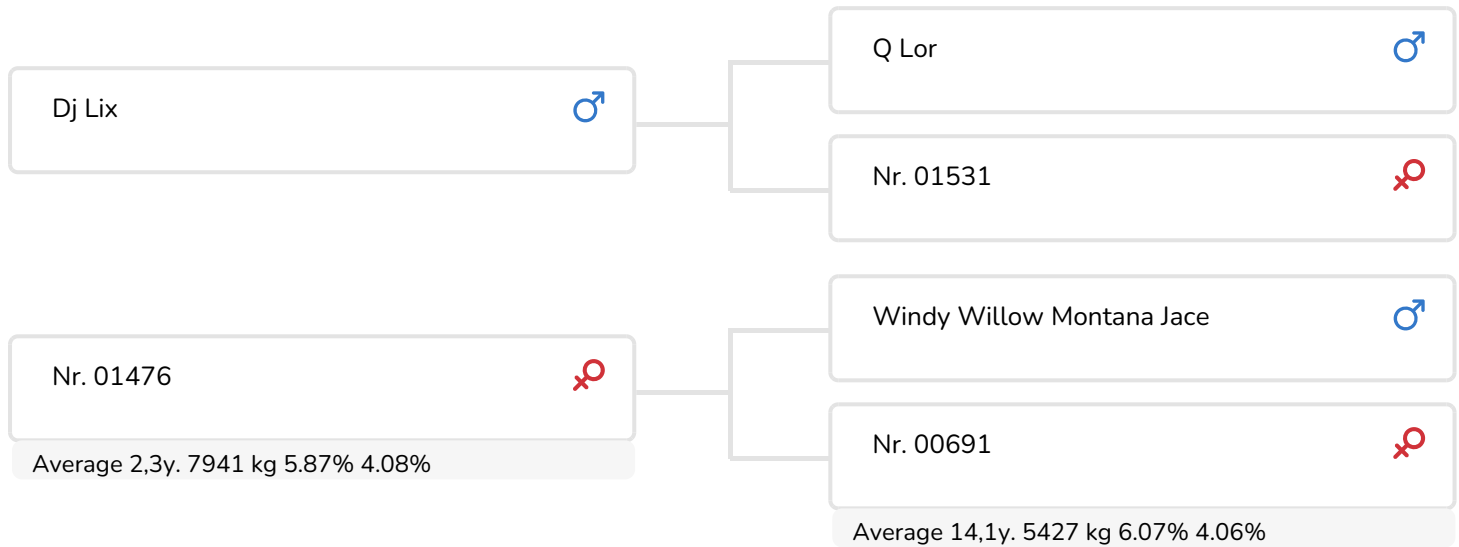 Dj Lix
Q Lor
Nr. 01531
Nr. 01476
Average 2,3y. 7941 kg 5.87% 4.08%
Windy Willow Montana Jace
Nr. 00691
Average 14,1y. 5427 kg 6.07% 4.06%